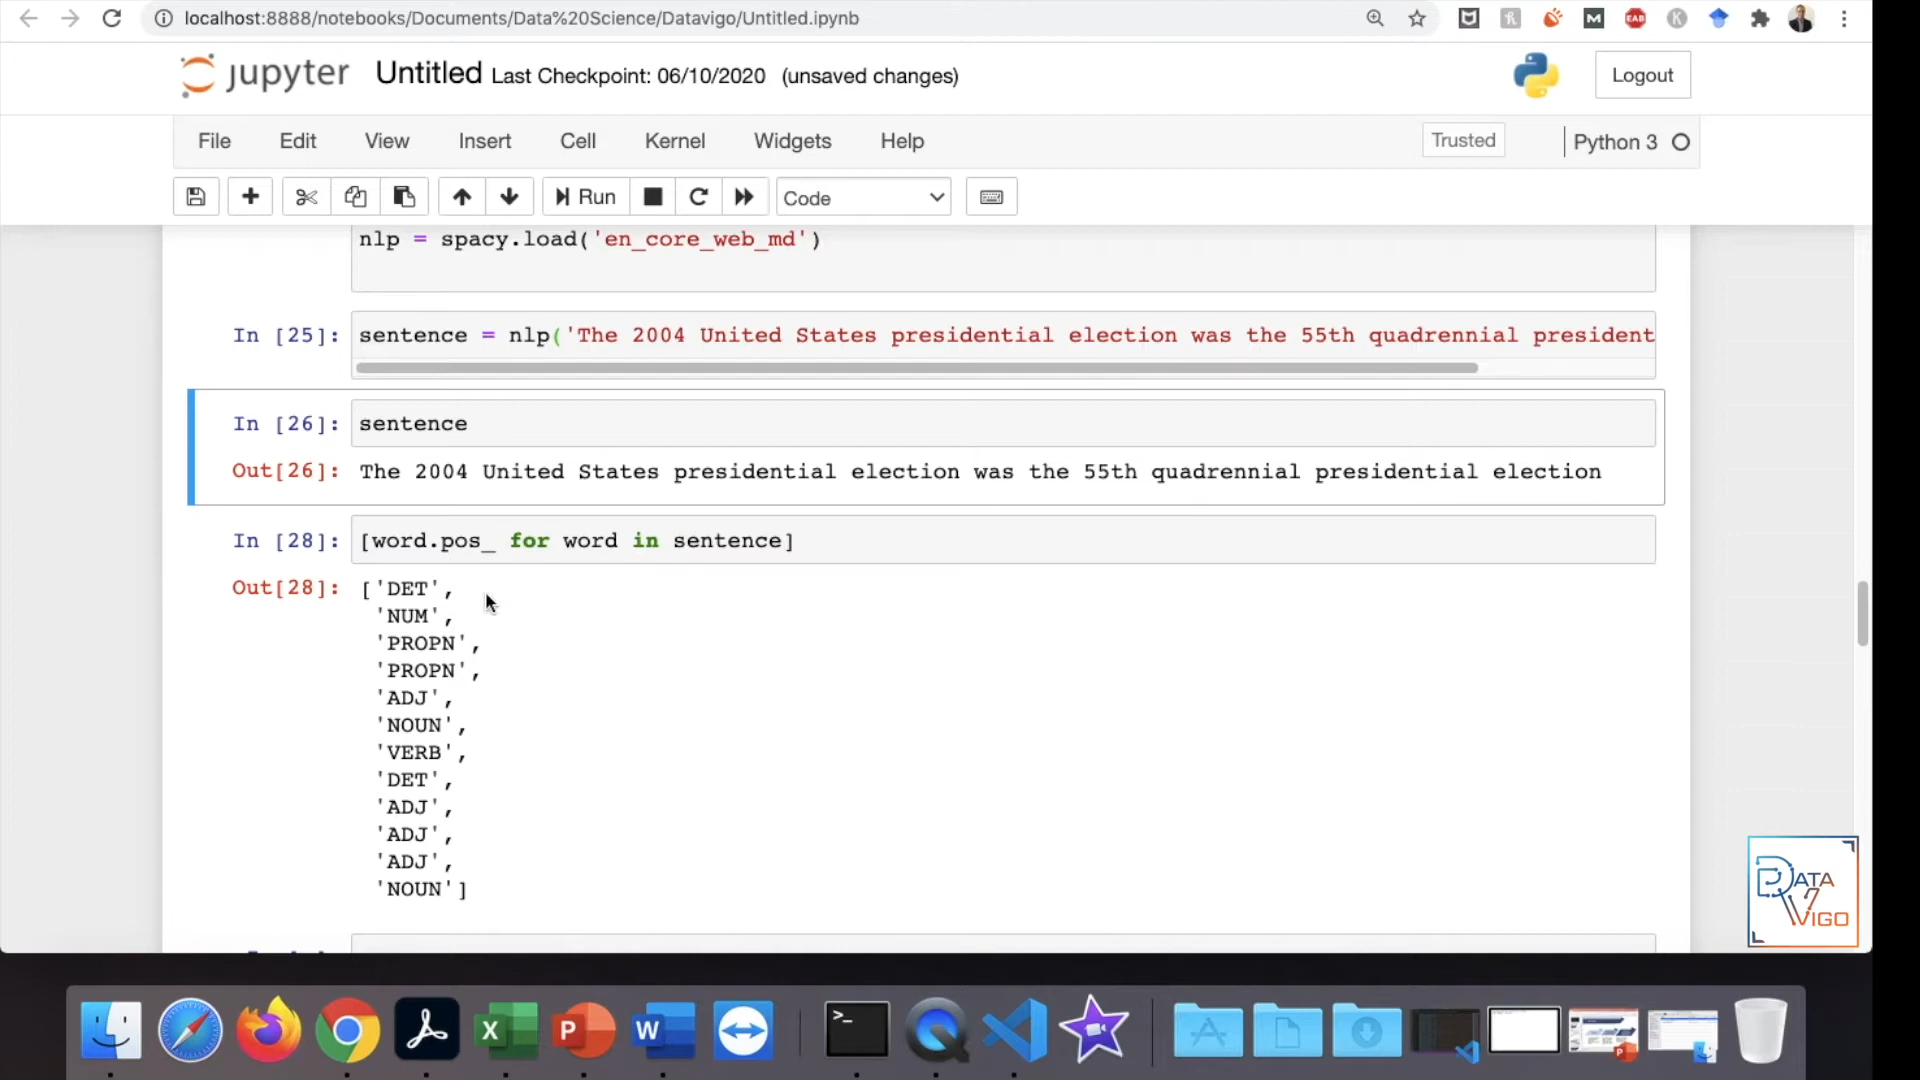 localhost:8888/notebooks/Documents/Data%20Science/Datavigo/Untitled.ipynb
jupyter Untitled Last Checkpoint: 06/10/2020 (unsaved changes)
Logout
File Edit View Insert Cell Kernel Widgets Help
Trusted
Python 3
Run
Code
nlp = spacy.load('en_core_web_md')
In [25]: sentence = nlp('The 2004 United States presidential election was the 55th quadrennial president
In [26]: sentence
Out[26]: The 2004 United States presidential election was the 55th quadrennial presidential election
In [28]: [word.pos_ for word in sentence]
Out[28]: ['DET',
'NUM',
'PROPN',
'PROPN',
'ADJ',
'NOUN',
'VERB',
'DET',
'ADJ',
'ADJ',
'ADJ',
'NOUN']
DATA
VIGO